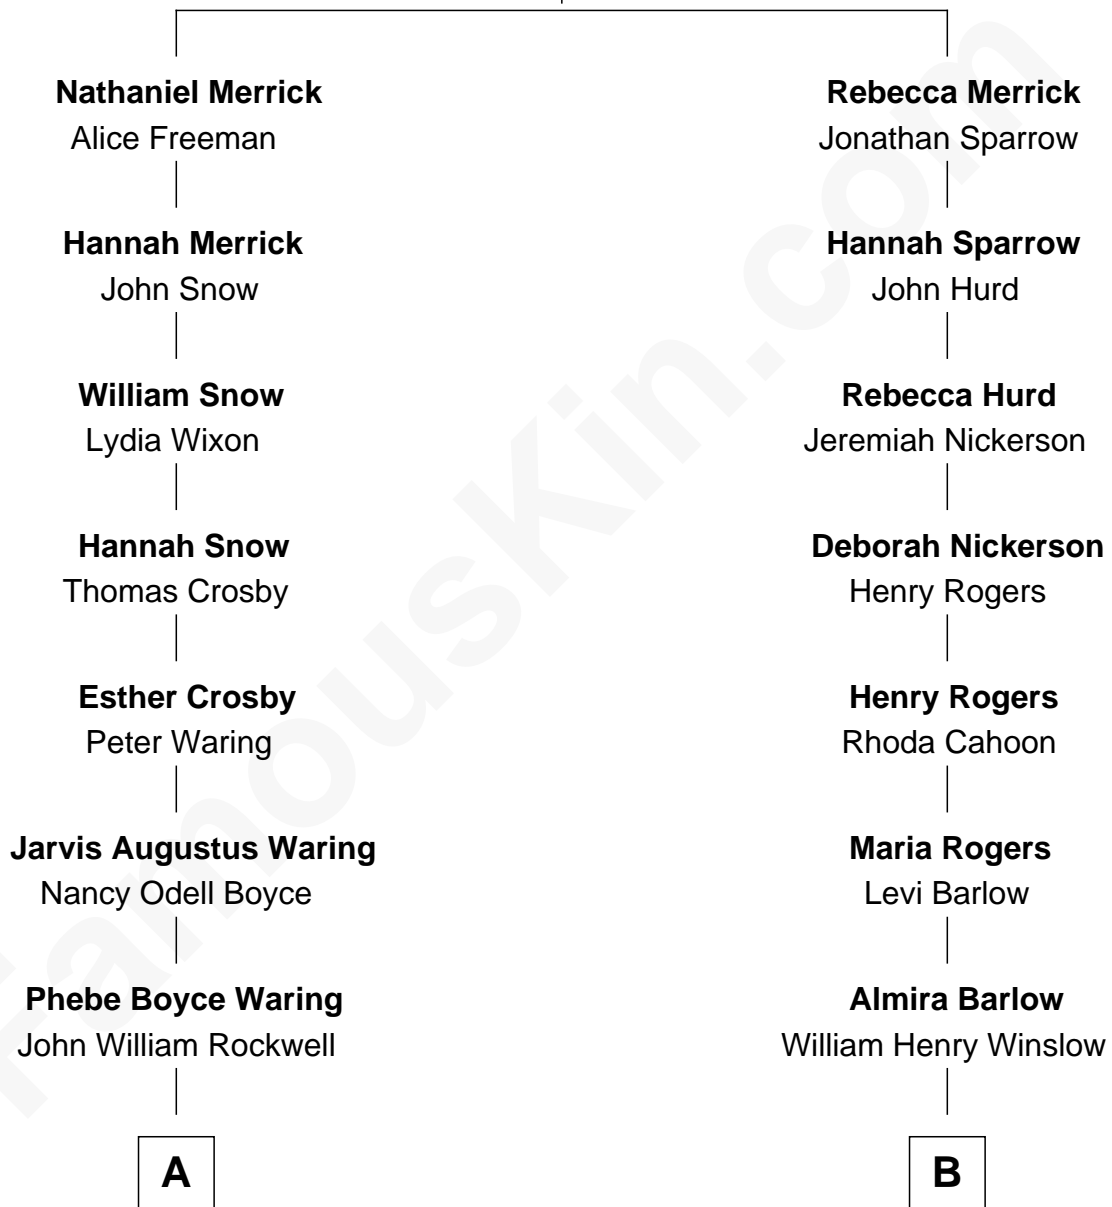 Nathaniel Merrick
Alice Freeman
Rebecca Merrick
Jonathan Sparrow
Hannah Merrick
John Snow
Hannah Sparrow
John Hurd
William Snow
Lydia Wixon
Rebecca Hurd
Jeremiah Nickerson
Hannah Snow
Thomas Crosby
Deborah Nickerson
Henry Rogers
Esther Crosby
Peter Waring
Henry Rogers
Rhoda Cahoon
Jarvis Augustus Waring
Nancy Odell Boyce
Maria Rogers
Levi Barlow
Phebe Boyce Waring
John William Rockwell
Almira Barlow
William Henry Winslow
A
B
FamousKin.com